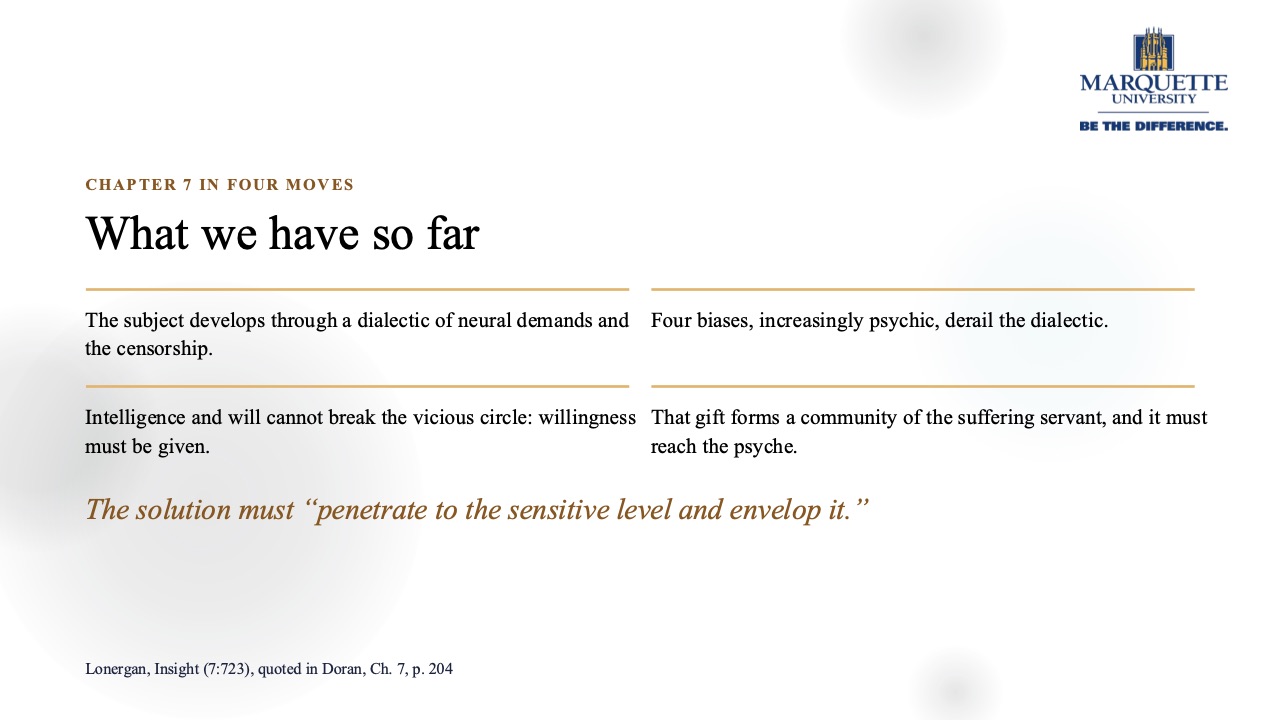 MARQUETTE
UNIVERSITY
BE THE DIFFERENCE.
CHAPTER 7 IN FOUR MOVES
What we have so far
The subject develops through a dialectic of neural demands and
the censorship.
Four biases, increasingly psychic, derail the dialectic.
Intelligence and will cannot break the vicious circle: willingness
must be given.
That gift forms a community of the suffering servant, and it must
reach the psyche.
The solution must “penetrate to the sensitive level and envelop it.”
Lonergan, Insight (7:723), quoted in Doran, Ch. 7, p. 204